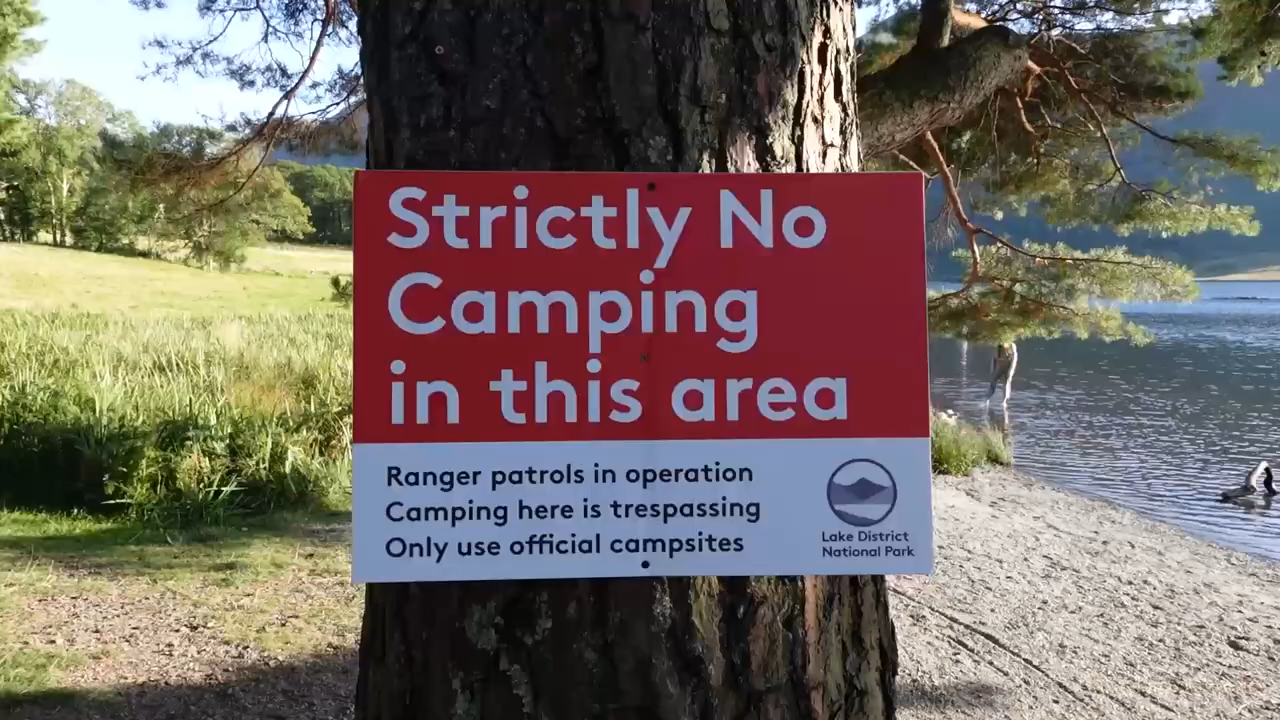 Strictly No
Camping
in this area
Ranger patrols in operation
Camping here is trespassing
Only use official campsites
Lake District
National Park